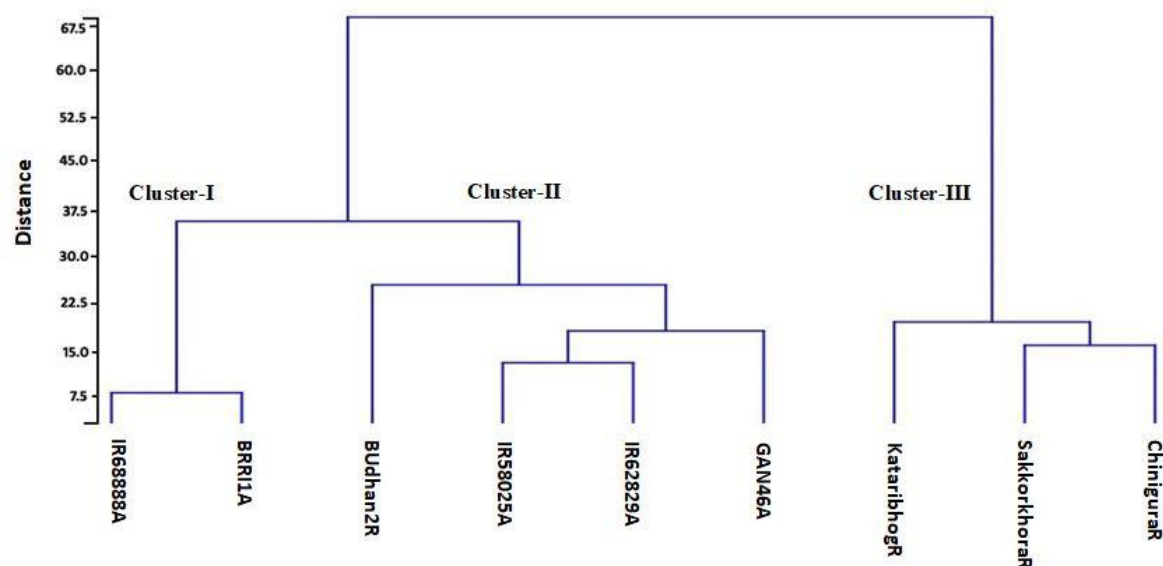 67.5
60.0
52.5
45.0
37.5
30.0
22.5
15.0
7.5
Distance
Cluster-I
Cluster-II
Cluster-III
IR68888A
BRRI1A
BUdhan2R
IR58025A
IR62829A
GAN46A
KataribhogR
SakkorkhoraR
ChiniguraR